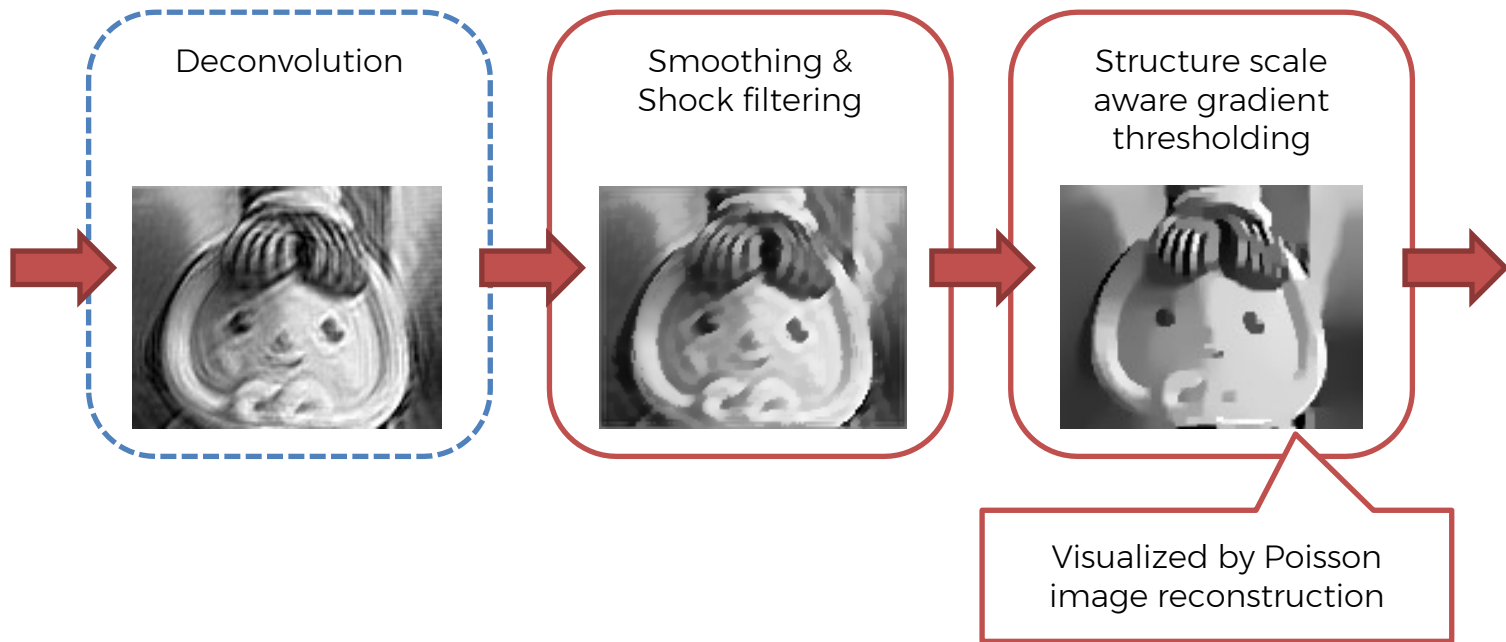 Deconvolution
Smoothing &
Shock filtering
Structure scale
aware gradient
thresholding
Visualized by Poisson
image reconstruction